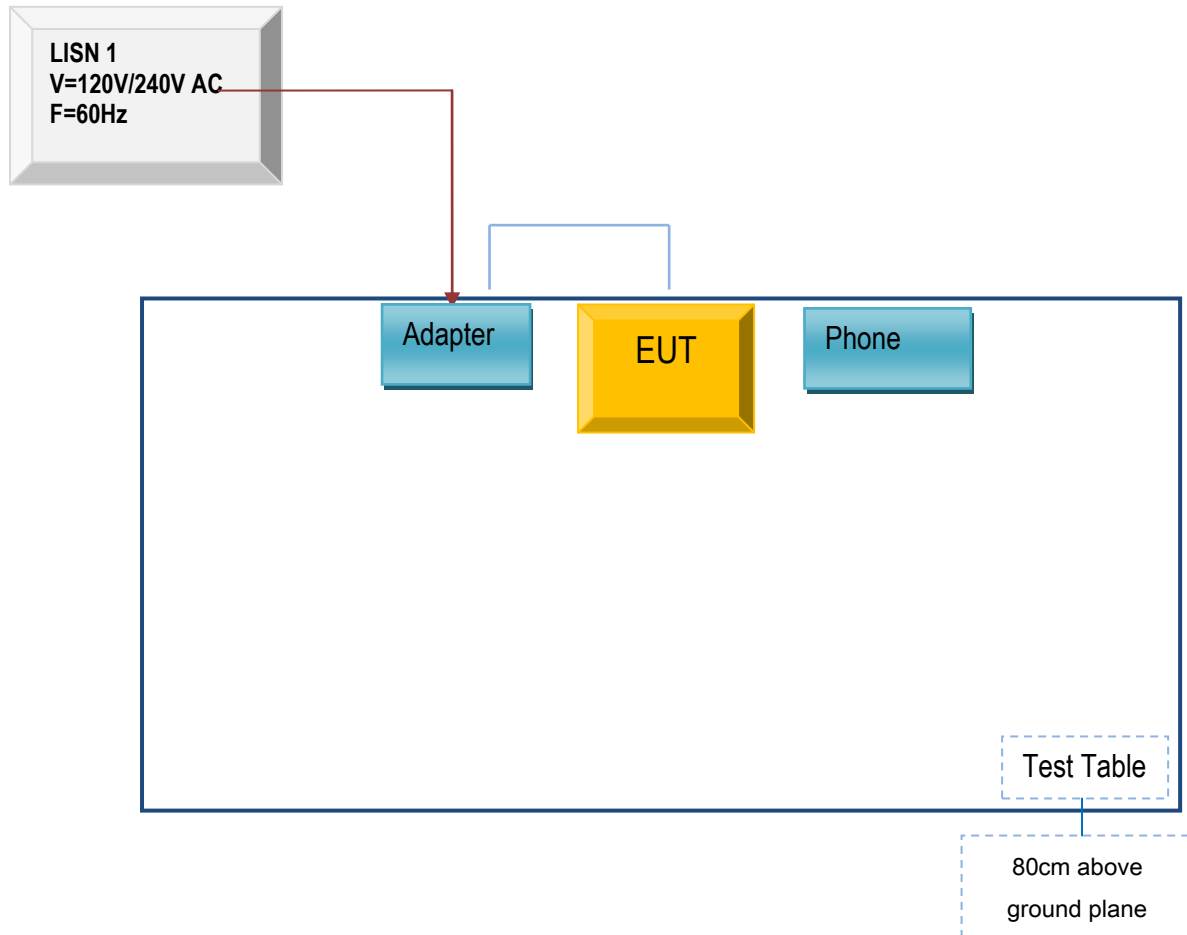 LISN 1
V=120V/240V AC
F=60Hz
Adapter
EUT
Phone
Test Table
80cm above
ground plane